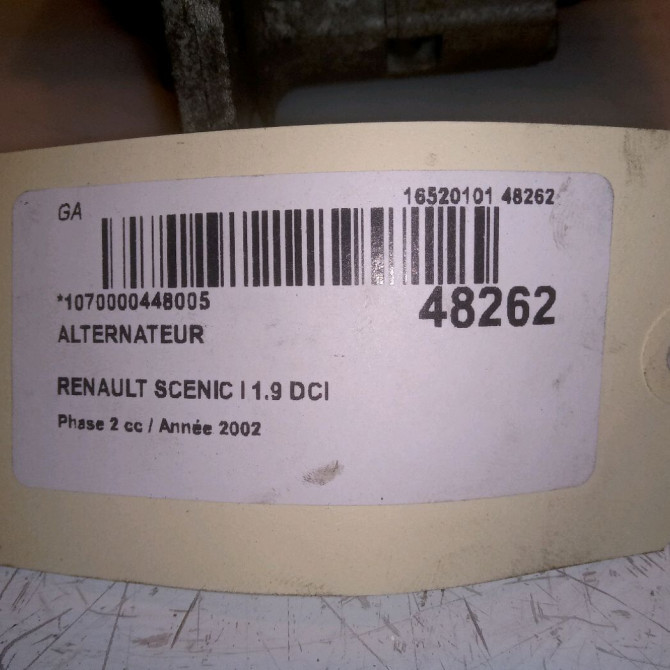 GA
16520101 48262
*1070000448005
48262
ALTERNATEUR
RENAULT SCENIC I 1.9 DCI
Phase 2 cc / Année 2002